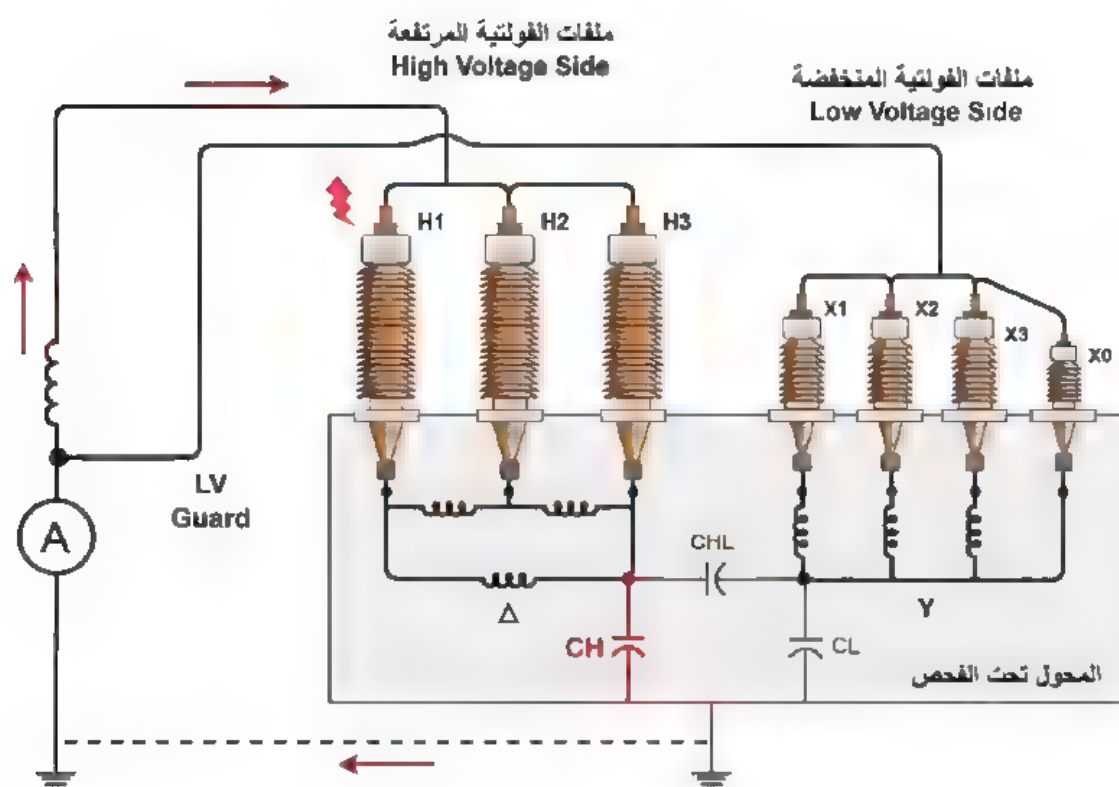 ملفات الفولتية المرتفعة
High Voltage Side
ملفات الفولتية المنخفضة
Low Voltage Side
H1
H2
H3
X1
X2
X3
X0
LV
Guard
A
CHL
Δ
Y
CH
CL
المحول تحت الفحص